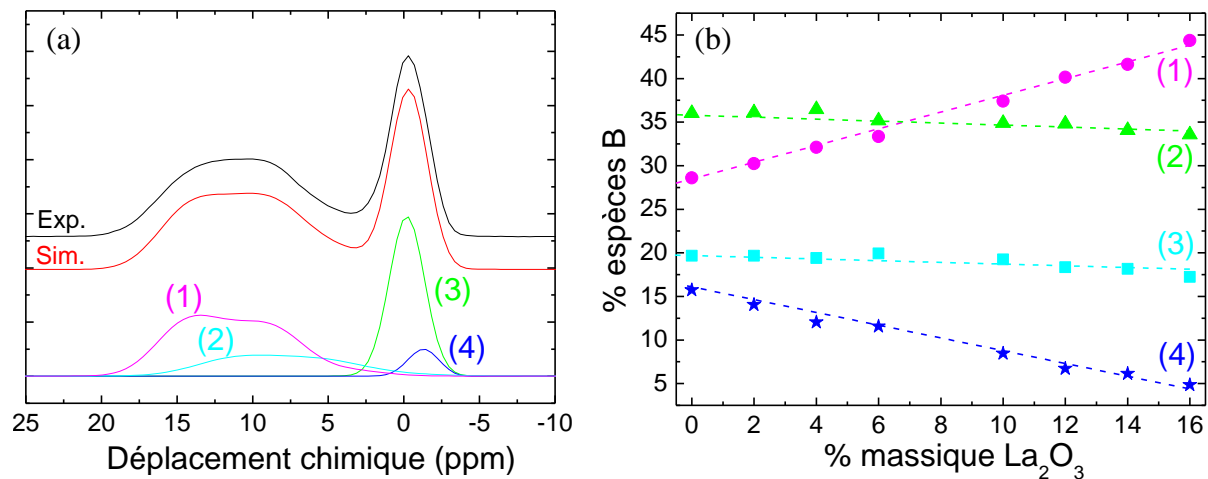 (a)
Exp.
Sim.
(1)
(2)
(3)
(4)
25 20 15 10 5 0 -5 -10
Déplacement chimique (ppm)
(b)
% espèces B
45
40
35
30
25
20
15
10
5
(1)
(2)
(3)
(4)
0 2 4 6 8 10 12 14 16
% massique La₂O₃